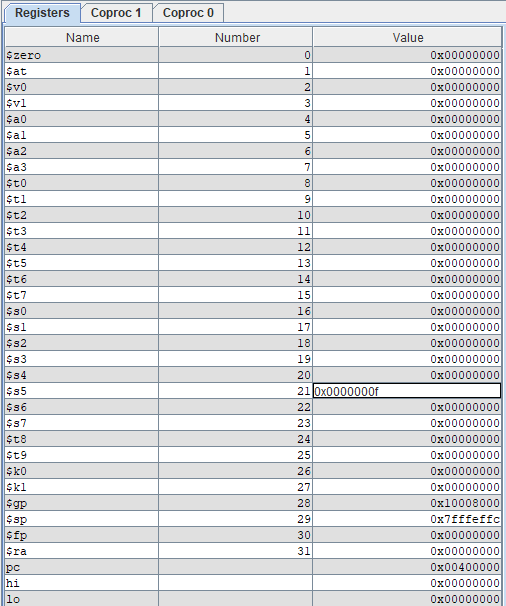 Registers Coproc 1 Coproc 0
Name Number Value
$zero 0 0x00000000
$at 1 0x00000000
$v0 2 0x00000000
$v1 3 0x00000000
$a0 4 0x00000000
$a1 5 0x00000000
$a2 6 0x00000000
$a3 7 0x00000000
$t0 8 0x00000000
$t1 9 0x00000000
$t2 10 0x00000000
$t3 11 0x00000000
$t4 12 0x00000000
$t5 13 0x00000000
$t6 14 0x00000000
$t7 15 0x00000000
$s0 16 0x00000000
$s1 17 0x00000000
$s2 18 0x00000000
$s3 19 0x00000000
$s4 20 0x00000000
$s5 21 0x0000000f
$s6 22 0x00000000
$s7 23 0x00000000
$t8 24 0x00000000
$t9 25 0x00000000
$k0 26 0x00000000
$k1 27 0x00000000
$gp 28 0x10008000
$sp 29 0x7fffeffc
$fp 30 0x00000000
$ra 31 0x00000000
pc 0x00400000
hi 0x00000000
lo 0x00000000